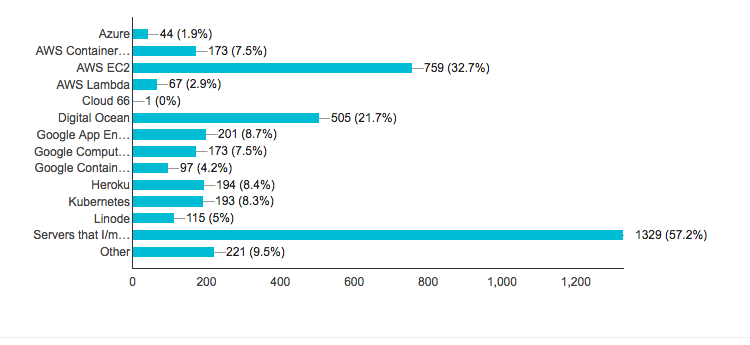 Azure 44 (1.9%)
AWS Container... 173 (7.5%)
AWS EC2 759 (32.7%)
AWS Lambda 67 (2.9%)
Cloud 66 1 (0%)
Digital Ocean 505 (21.7%)
Google App En... 201 (8.7%)
Google Comput... 173 (7.5%)
Google Contain... 97 (4.2%)
Heroku 194 (8.4%)
Kubernetes 193 (8.3%)
Linode 115 (5%)
Servers that I/m... 1329 (57.2%)
Other 221 (9.5%)
0 200 400 600 800 1,000 1,200